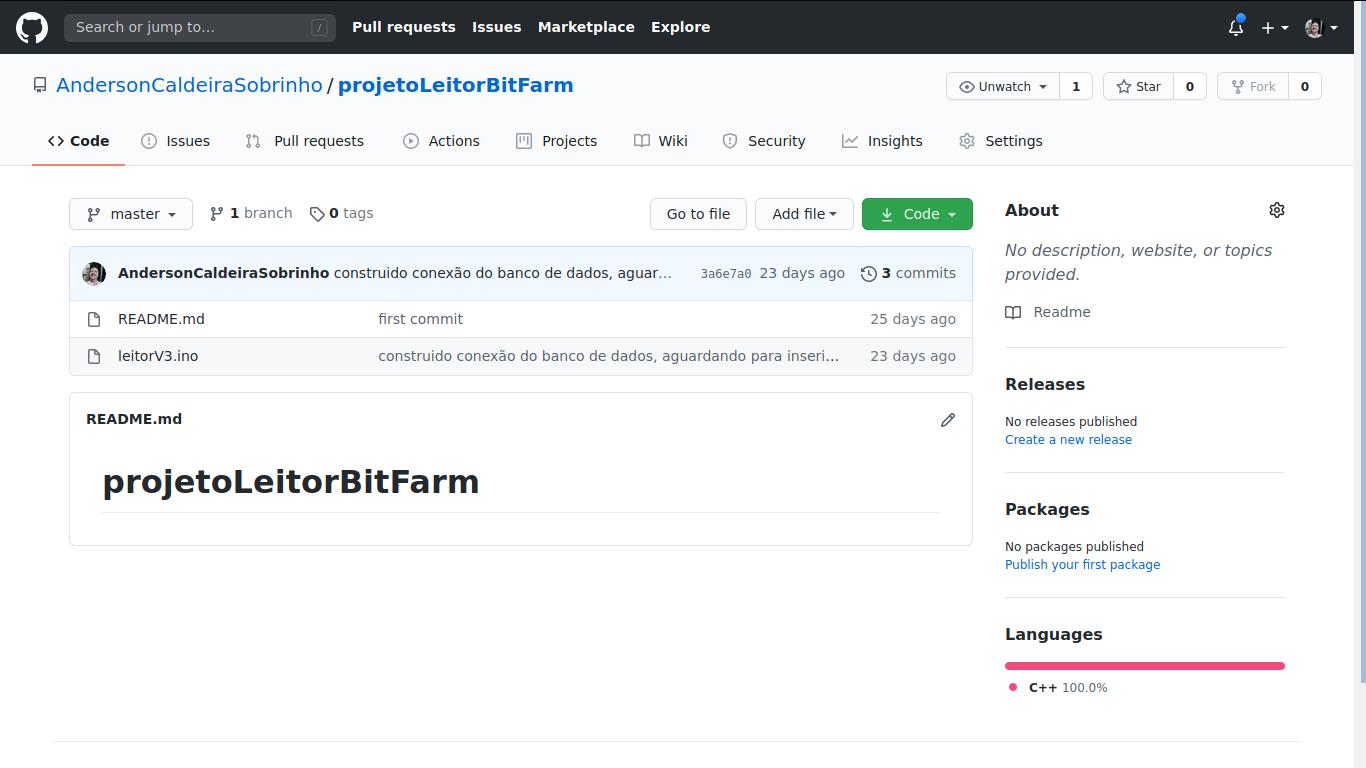 Search or jump to… /
Pull requests Issues Marketplace Explore
AndersonCaldeiraSobrinho / projetoLeitorBitFarm
Unwatch 1 Star 0 Fork 0
Code Issues Pull requests Actions Projects Wiki Security Insights Settings
master 1 branch 0 tags Go to file Add file Code
AndersonCaldeiraSobrinho construido conexão do banco de dados, aguar… 3a6e7a0 23 days ago 3 commits
README.md first commit 25 days ago
leitorV3.ino construido conexão do banco de dados, aguardando para inseri… 23 days ago
README.md
projetoLeitorBitFarm
About
No description, website, or topics
provided.
Readme
Releases
No releases published
Create a new release
Packages
No packages published
Publish your first package
Languages
C++ 100.0%